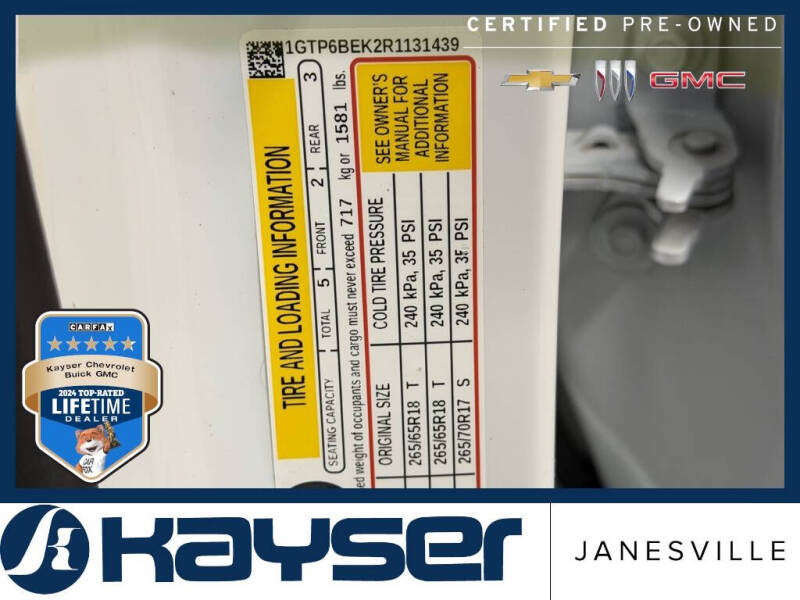 CERTIFIED PRE-OWNED
GMC
1GTP6BEK2R1131439
TIRE AND LOADING INFORMATION
SEATING CAPACITY TOTAL 5 FRONT 2 REAR 3
weight of occupants and cargo must never exceed 717 kg or 1581 lbs.
ORIGINAL SIZE COLD TIRE PRESSURE
SEE OWNER'S
MANUAL FOR
ADDITIONAL
INFORMATION
265/65R18 T 240 kPa, 35 PSI
265/65R18 T 240 kPa, 35 PSI
265/70R17 S 240 kPa, 35 PSI
CARFAX
Kayser Chevrolet
Buick GMC
2024 TOP-RATED
LIFETIME
DEALER
CAR
FOX
Kayser
JANESVILLE